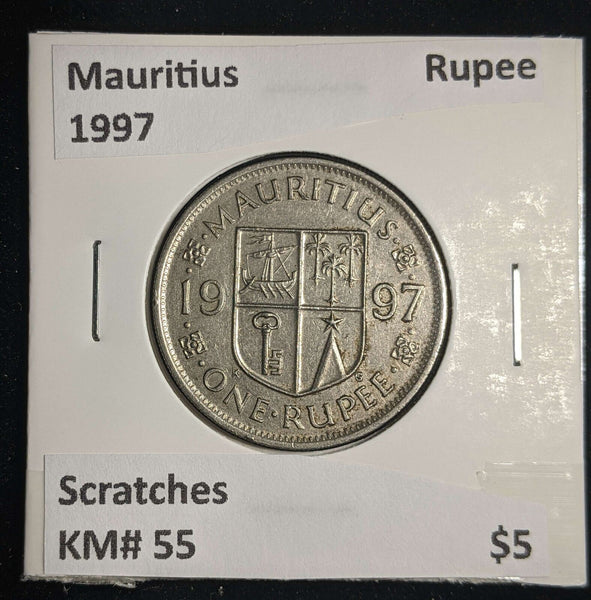 Mauritius Rupee
1997
MAURITIUS
19 97
ONE·RUPEE
Scratches
KM# 55 $5